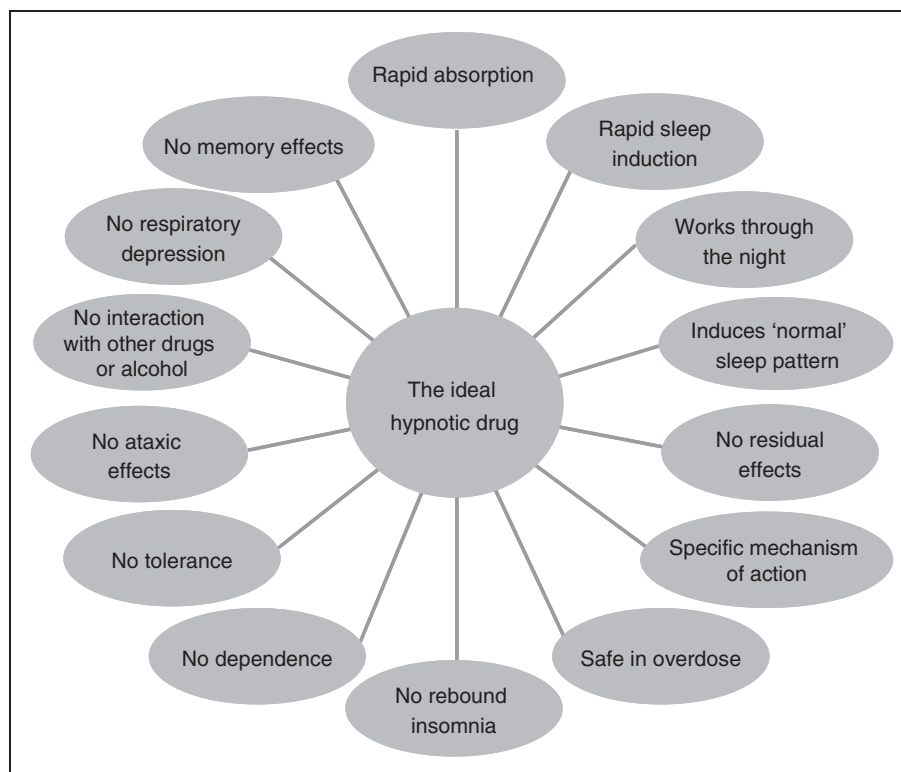 Rapid absorption
Rapid sleep
induction
Works through
the night
Induces ‘normal’
sleep pattern
No residual
effects
Specific mechanism
of action
Safe in overdose
No rebound
insomnia
No dependence
No tolerance
No ataxic
effects
No interaction
with other drugs
or alcohol
No respiratory
depression
No memory effects
The ideal
hypnotic drug